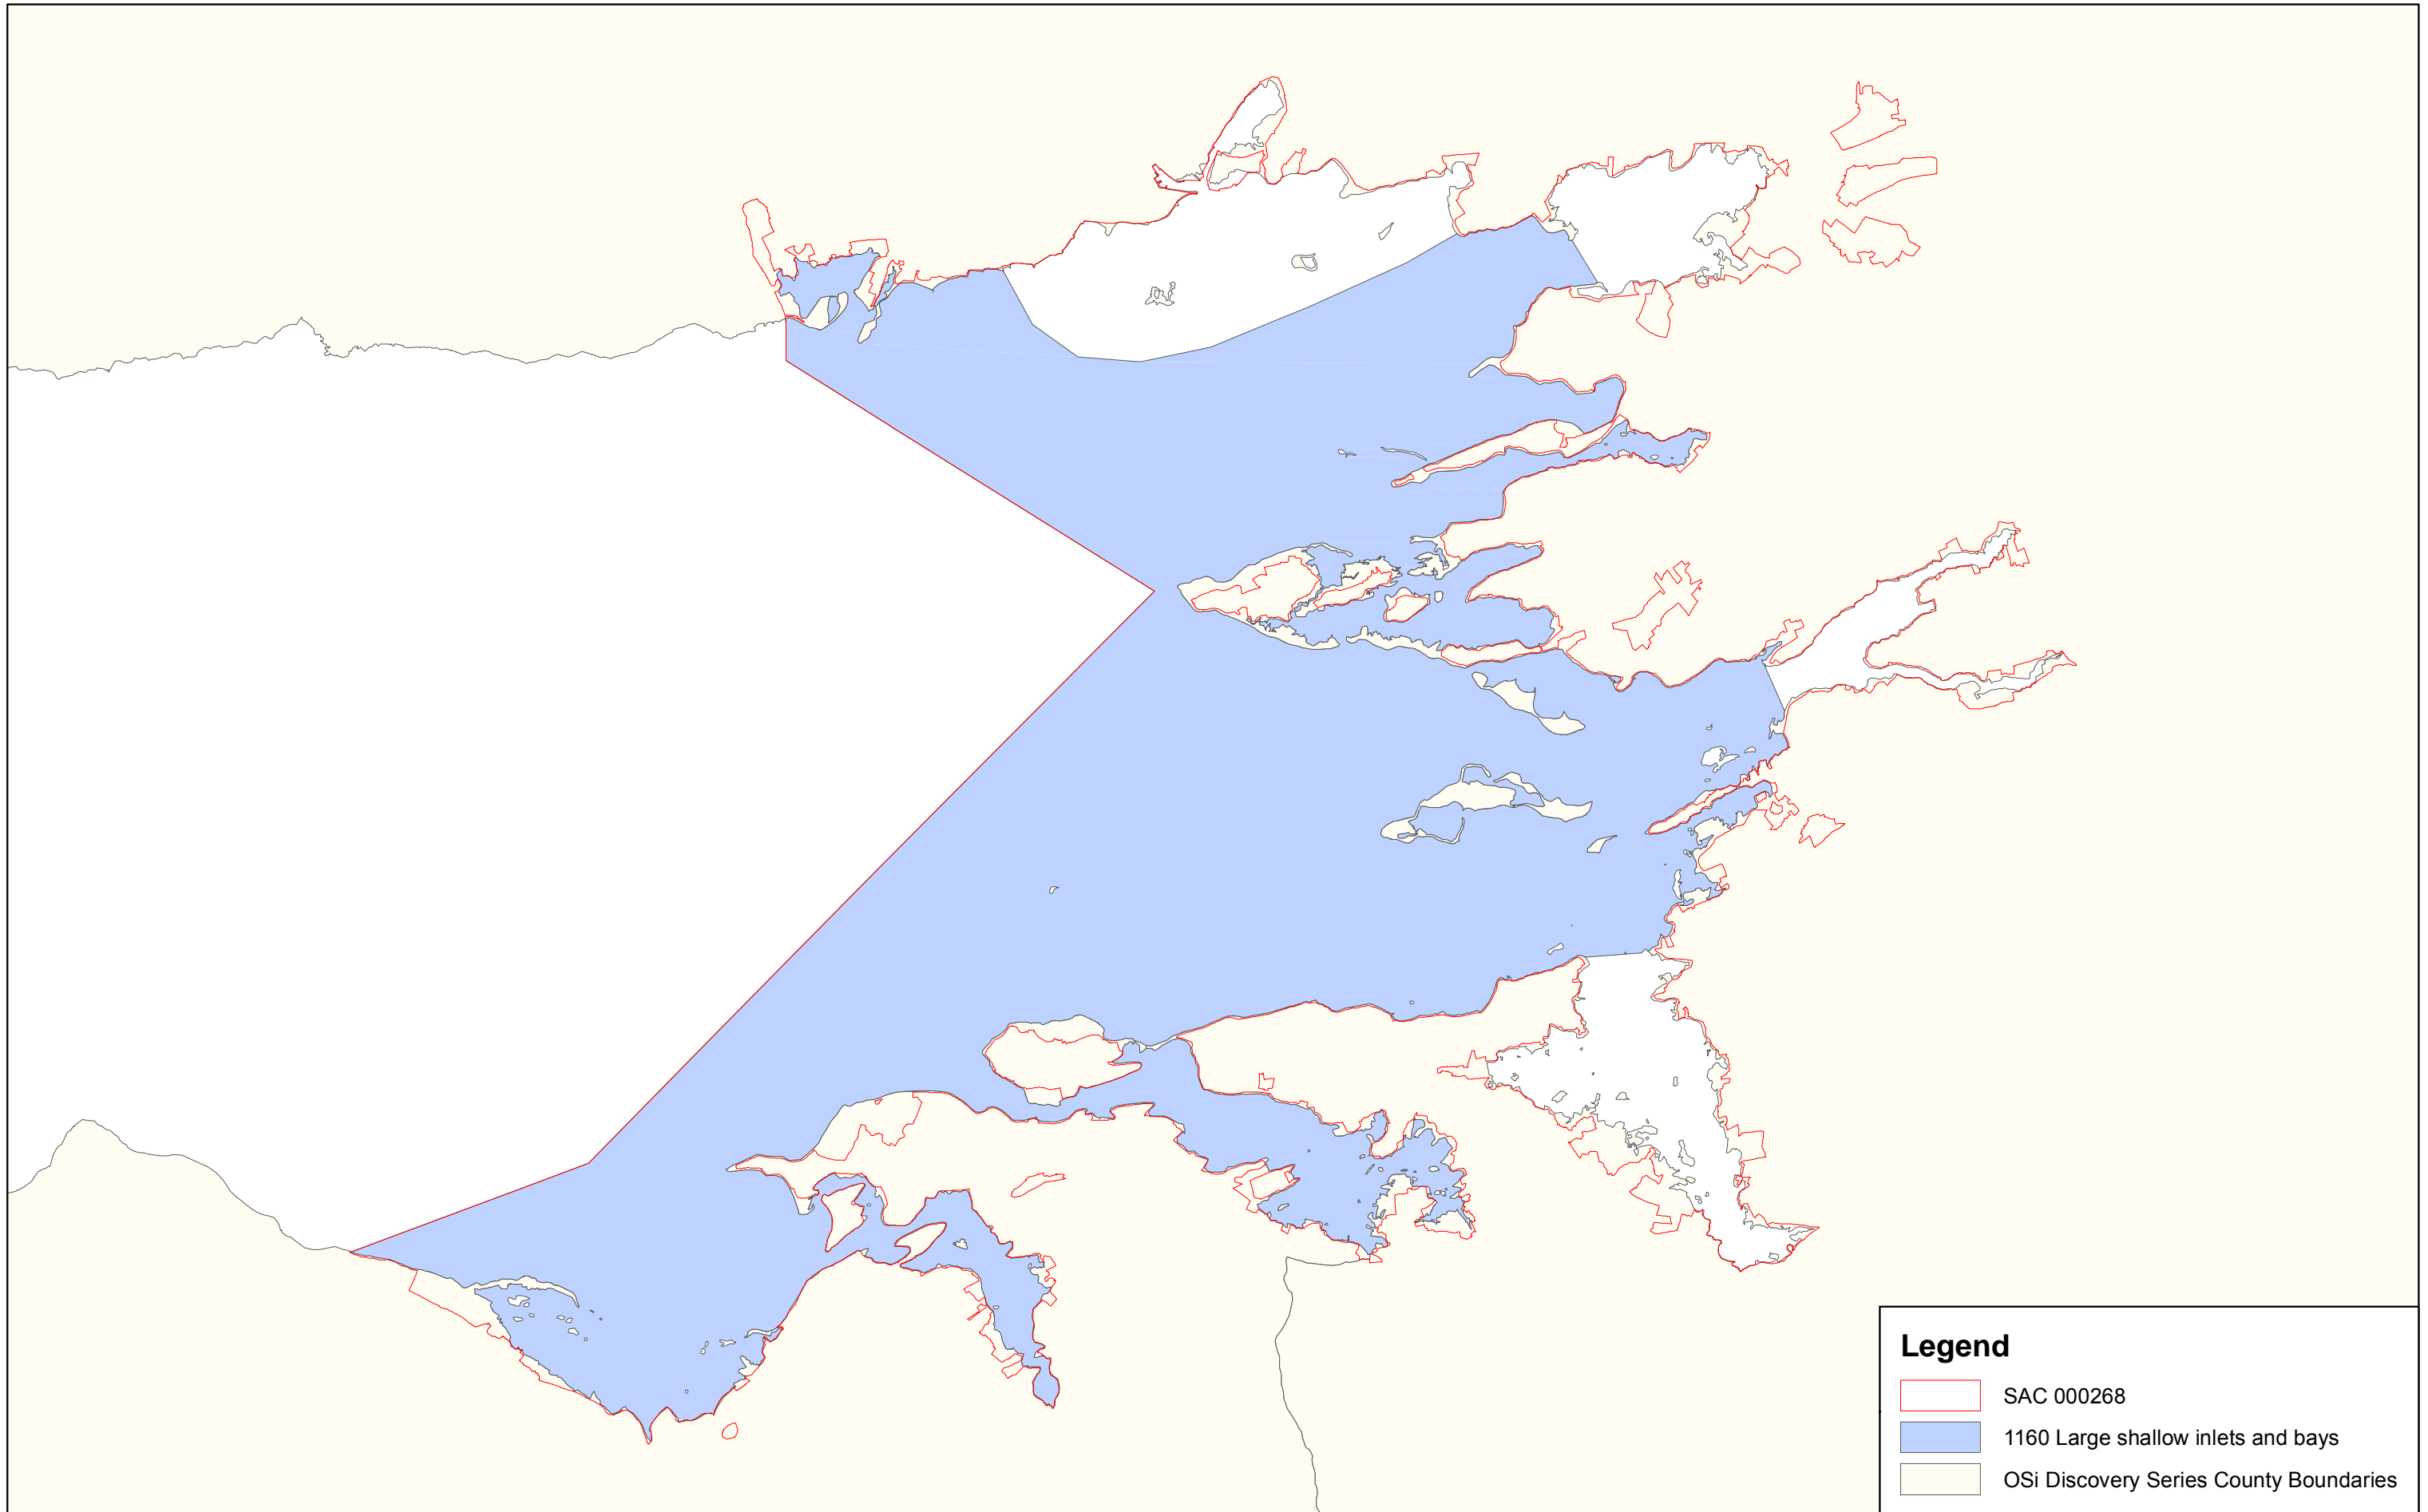 Legend
SAC 000268
1160 Large shallow inlets and bays
OSi Discovery Series County Boundaries